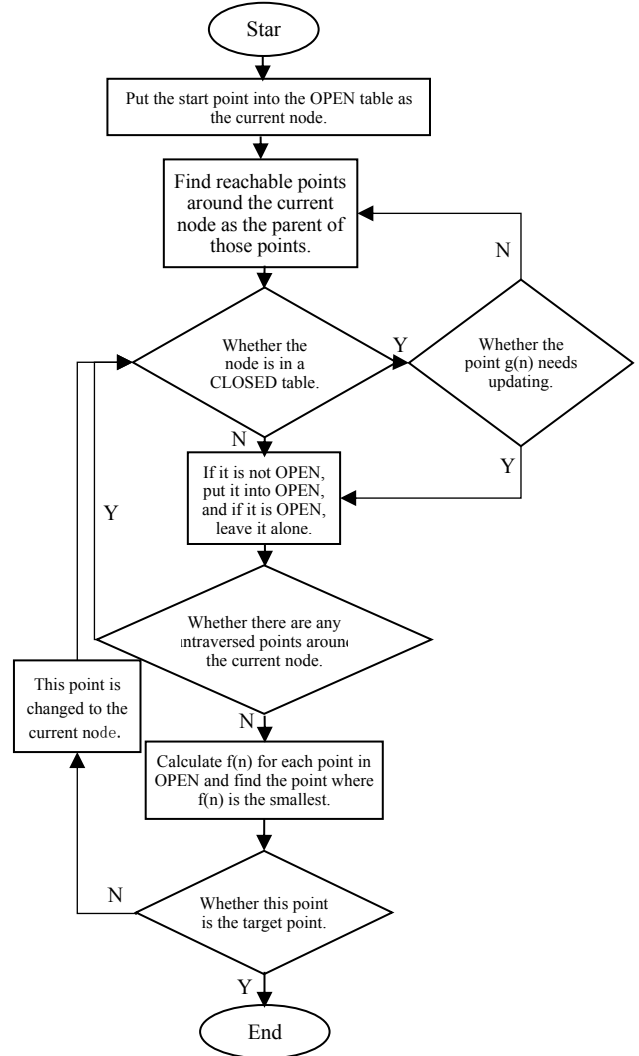 Star
Put the start point into the OPEN table as
the current node.
Find reachable points
around the current
node as the parent of
those points.
N
Whether the
node is in a
CLOSED table.
Y
Whether the
point g(n) needs
updating.
N
Y
If it is not OPEN,
put it into OPEN,
and if it is OPEN,
leave it alone.
Y
Whether there are any
untraversed points around
the current node.
This point is
changed to the
current node.
N
Calculate f(n) for each point in
OPEN and find the point where
f(n) is the smallest.
N
Whether this point
is the target point.
Y
End